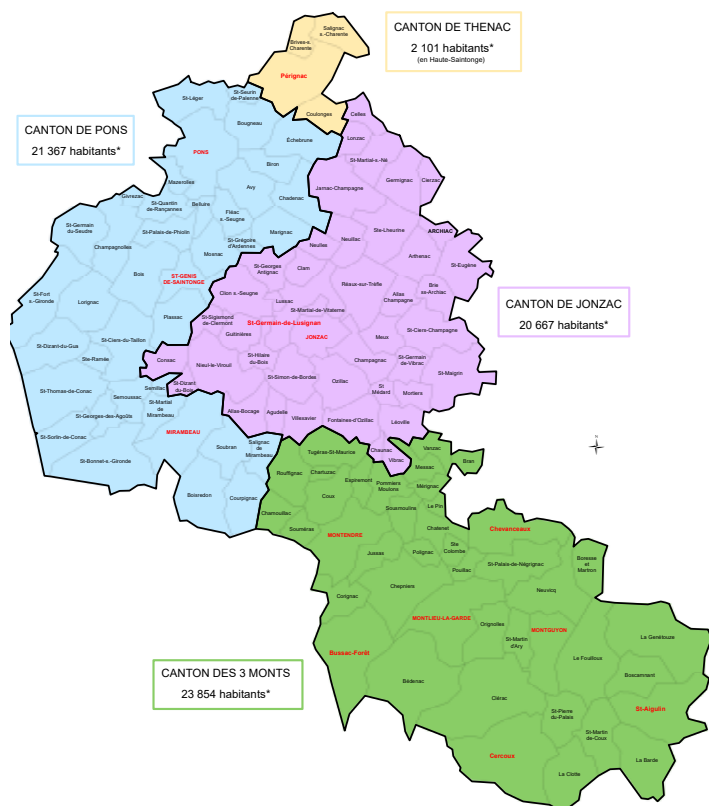 CANTON DE THENAC
2 101 habitants*
(en Haute-Saintonge)
Salignac
s.-Charente
Brives-s.
Charente
Pérignac
Coulonges
CANTON DE PONS
21 367 habitants*
St-Seurin
de-Palenne
St-Léger
Bougneau
Échebrune
PONS
Biron
Mazerolles
Avy
Givrezac
St-Quantin
de-Rançannes
Belluire
Chadenac
Fléac
s.-Seugne
St-Germain
du-Seudre
St-Palais-de-Phiolin
Marignac
Champagnolles
St-Grégoire
d'Ardennes
Mosnac
Bois
ST-GENIS
DE-SAINTONGE
St-Fort
s.-Gironde
Lorignac
Plassac
St-Ciers-du-Taillon
St-Dizant-du-Gua
Ste-Ramée
St-Thomas-de-Conac
Semillac
Semoussac
St-Martial
de
Mirambeau
St-Georges-des-Agoûts
MIRAMBEAU
St-Sorlin-de-Conac
Soubran
Salignac
de
Mirambeau
St-Bonnet-s.-Gironde
Boisredon
Courpignac
CANTON DE JONZAC
20 667 habitants*
Celles
Lonzac
St-Martial-s.-Né
Germignac
Cierzac
Jarnac-Champagne
Ste-Lheurine
ARCHIAC
Neuilles
Neuillac
Arthenac
St-Georges
Antignac
Clam
St-Eugène
Clion s.-Seugne
Réaux-sur-Trèfle
Allas
Champagne
Brie
ss-Archiac
Lussac
St-Martial-de-Vitaterne
St-Sigismond
de-Clermont
St-Germain-de-Lusignan
Guitinières
JONZAC
Meux
St-Ciers-Champagne
Consac
Nieul-le-Virouil
St-Hilaire
du-Bois
Champagnac
St-Germain
de-Vibrac
St-Maigrin
St-Dizant
du-Bois
St-Simon-de-Bordes
Ozillac
St
Médard
Mortiers
Allas-Bocage
Agudelle
Villexavier
Fontaines-d'Ozillac
Léoville
Chaunac
Vibrac
CANTON DES 3 MONTS
23 854 habitants*
Tugéras-St-Maurice
Vanzac
Bran
Rouffignac
Chartuzac
Messac
Expiremont
Pommiers
Moulons
Mérignac
Coux
Chamouillac
Sousmoulins
Le Pin
Souméras
Chatenet
Chevanceaux
MONTENDRE
Ste
Colombe
Jussas
Polignac
Pouillac
St-Palais-de-Négrignac
Boresse
et
Martron
Chepniers
Neuvicq
Corignac
MONTLIEU-LA-GARDE
Orignolles
MONTGUYON
St-Martin
d'Ary
La Genétouze
Bussac-Forêt
Le Fouilloux
Boscamnant
Bédenac
Clérac
St-Pierre
du-Palais
St-Aigulin
St-Martin
de-Coux
Cercoux
La Clotte
La Barde
N